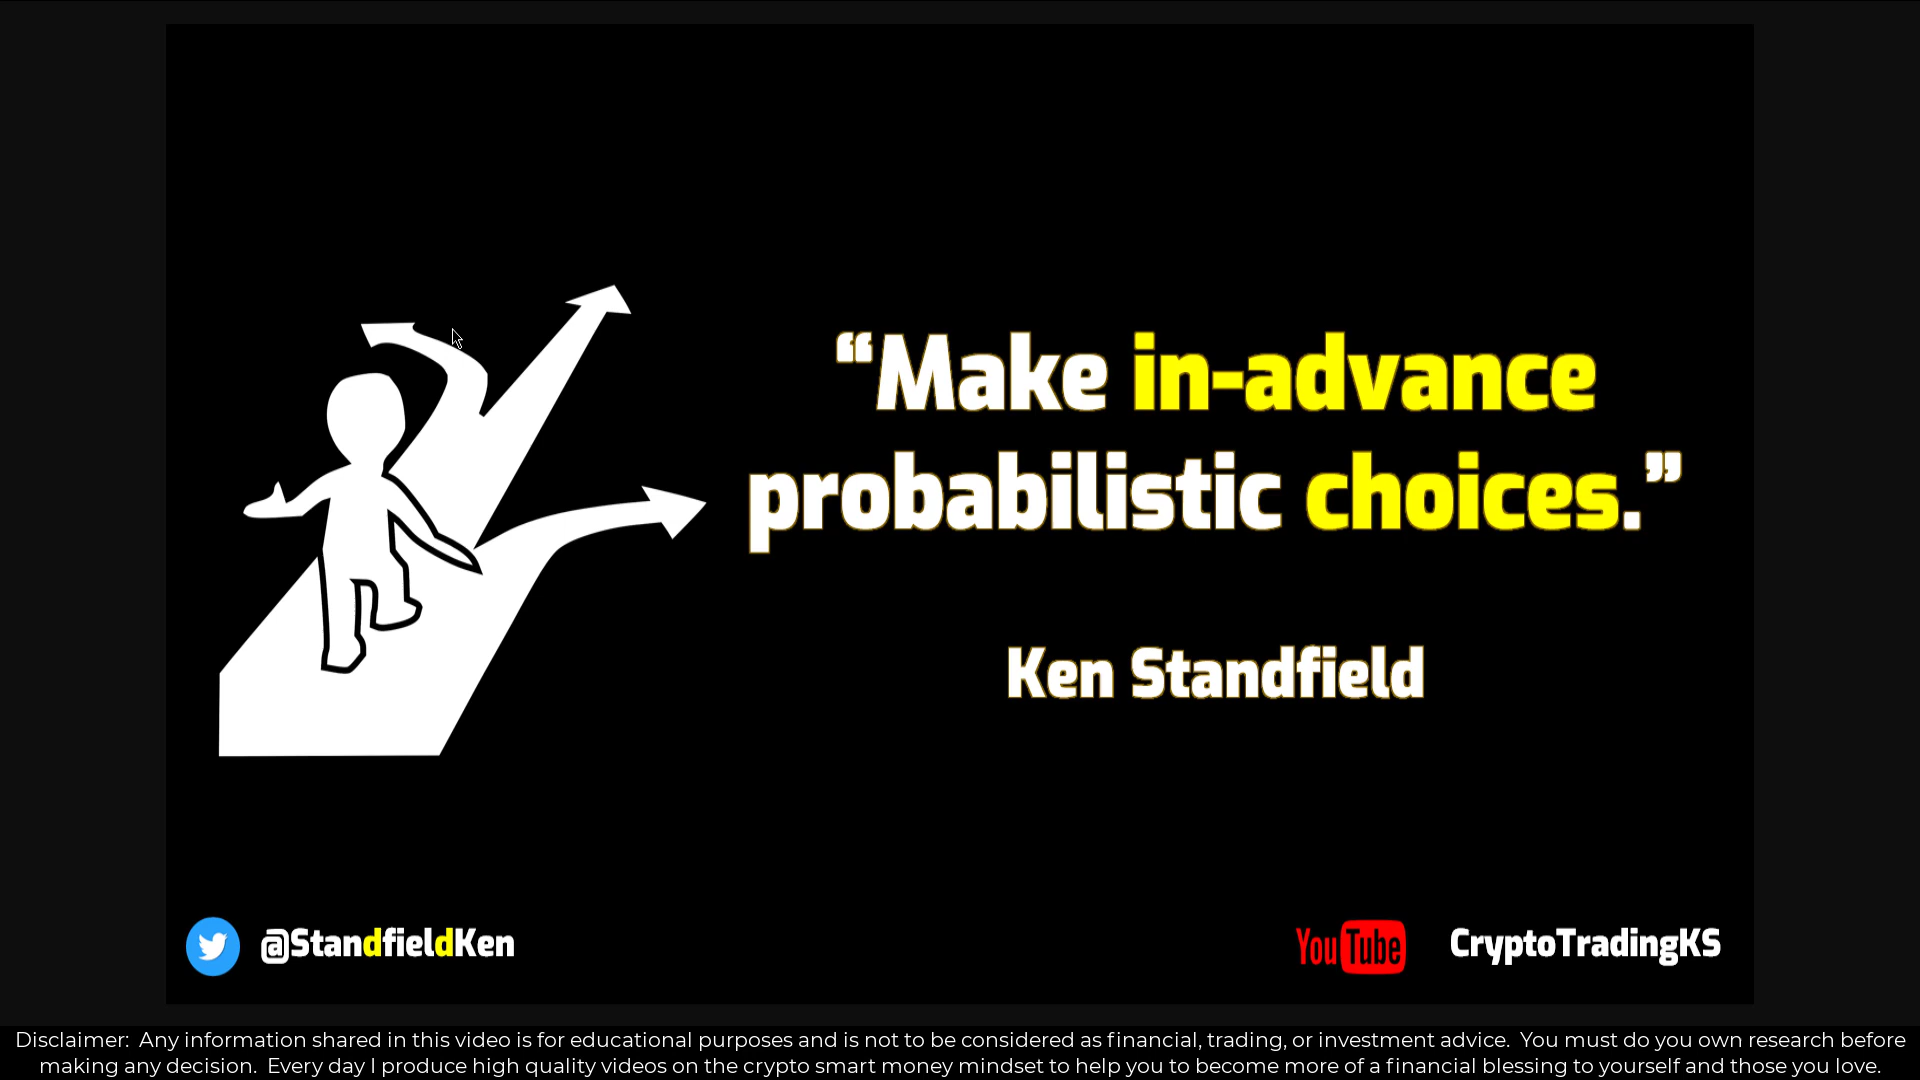 “Make in-advance
probabilistic choices.”
Ken Standfield
@StandfieldKen
YouTube CryptoTradingKS
Disclaimer: Any information shared in this video is for educational purposes and is not to be considered as financial, trading, or investment advice. You must do you own research before
making any decision. Every day I produce high quality videos on the crypto smart money mindset to help you to become more of a financial blessing to yourself and those you love.